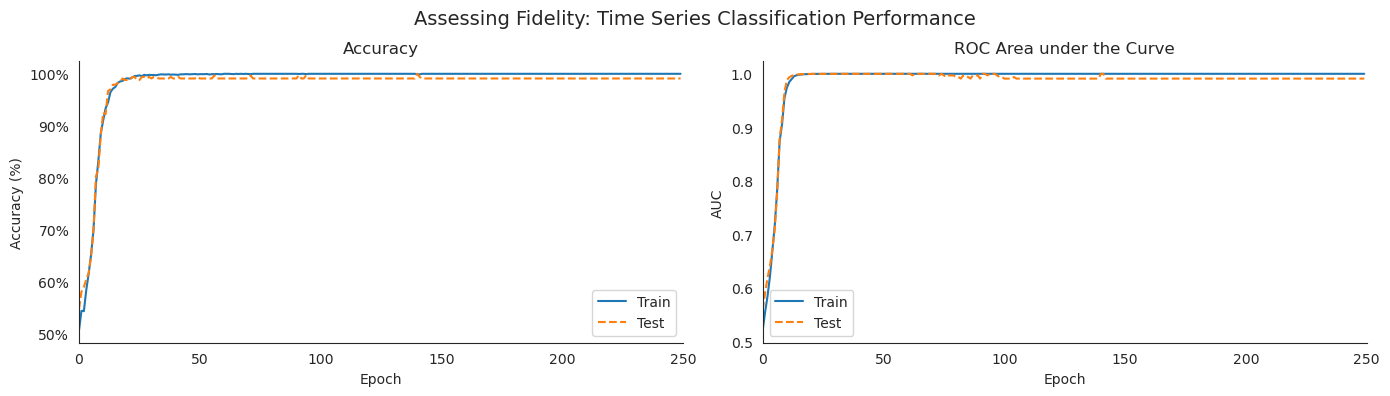 Assessing Fidelity: Time Series Classification Performance
Accuracy
100%
90%
80%
70%
60%
50%
Accuracy (%)
0 50 100 150 200 250
Epoch
Train
Test
ROC Area under the Curve
1.0
0.9
0.8
0.7
0.6
0.5
AUC
0 50 100 150 200 250
Epoch
Train
Test